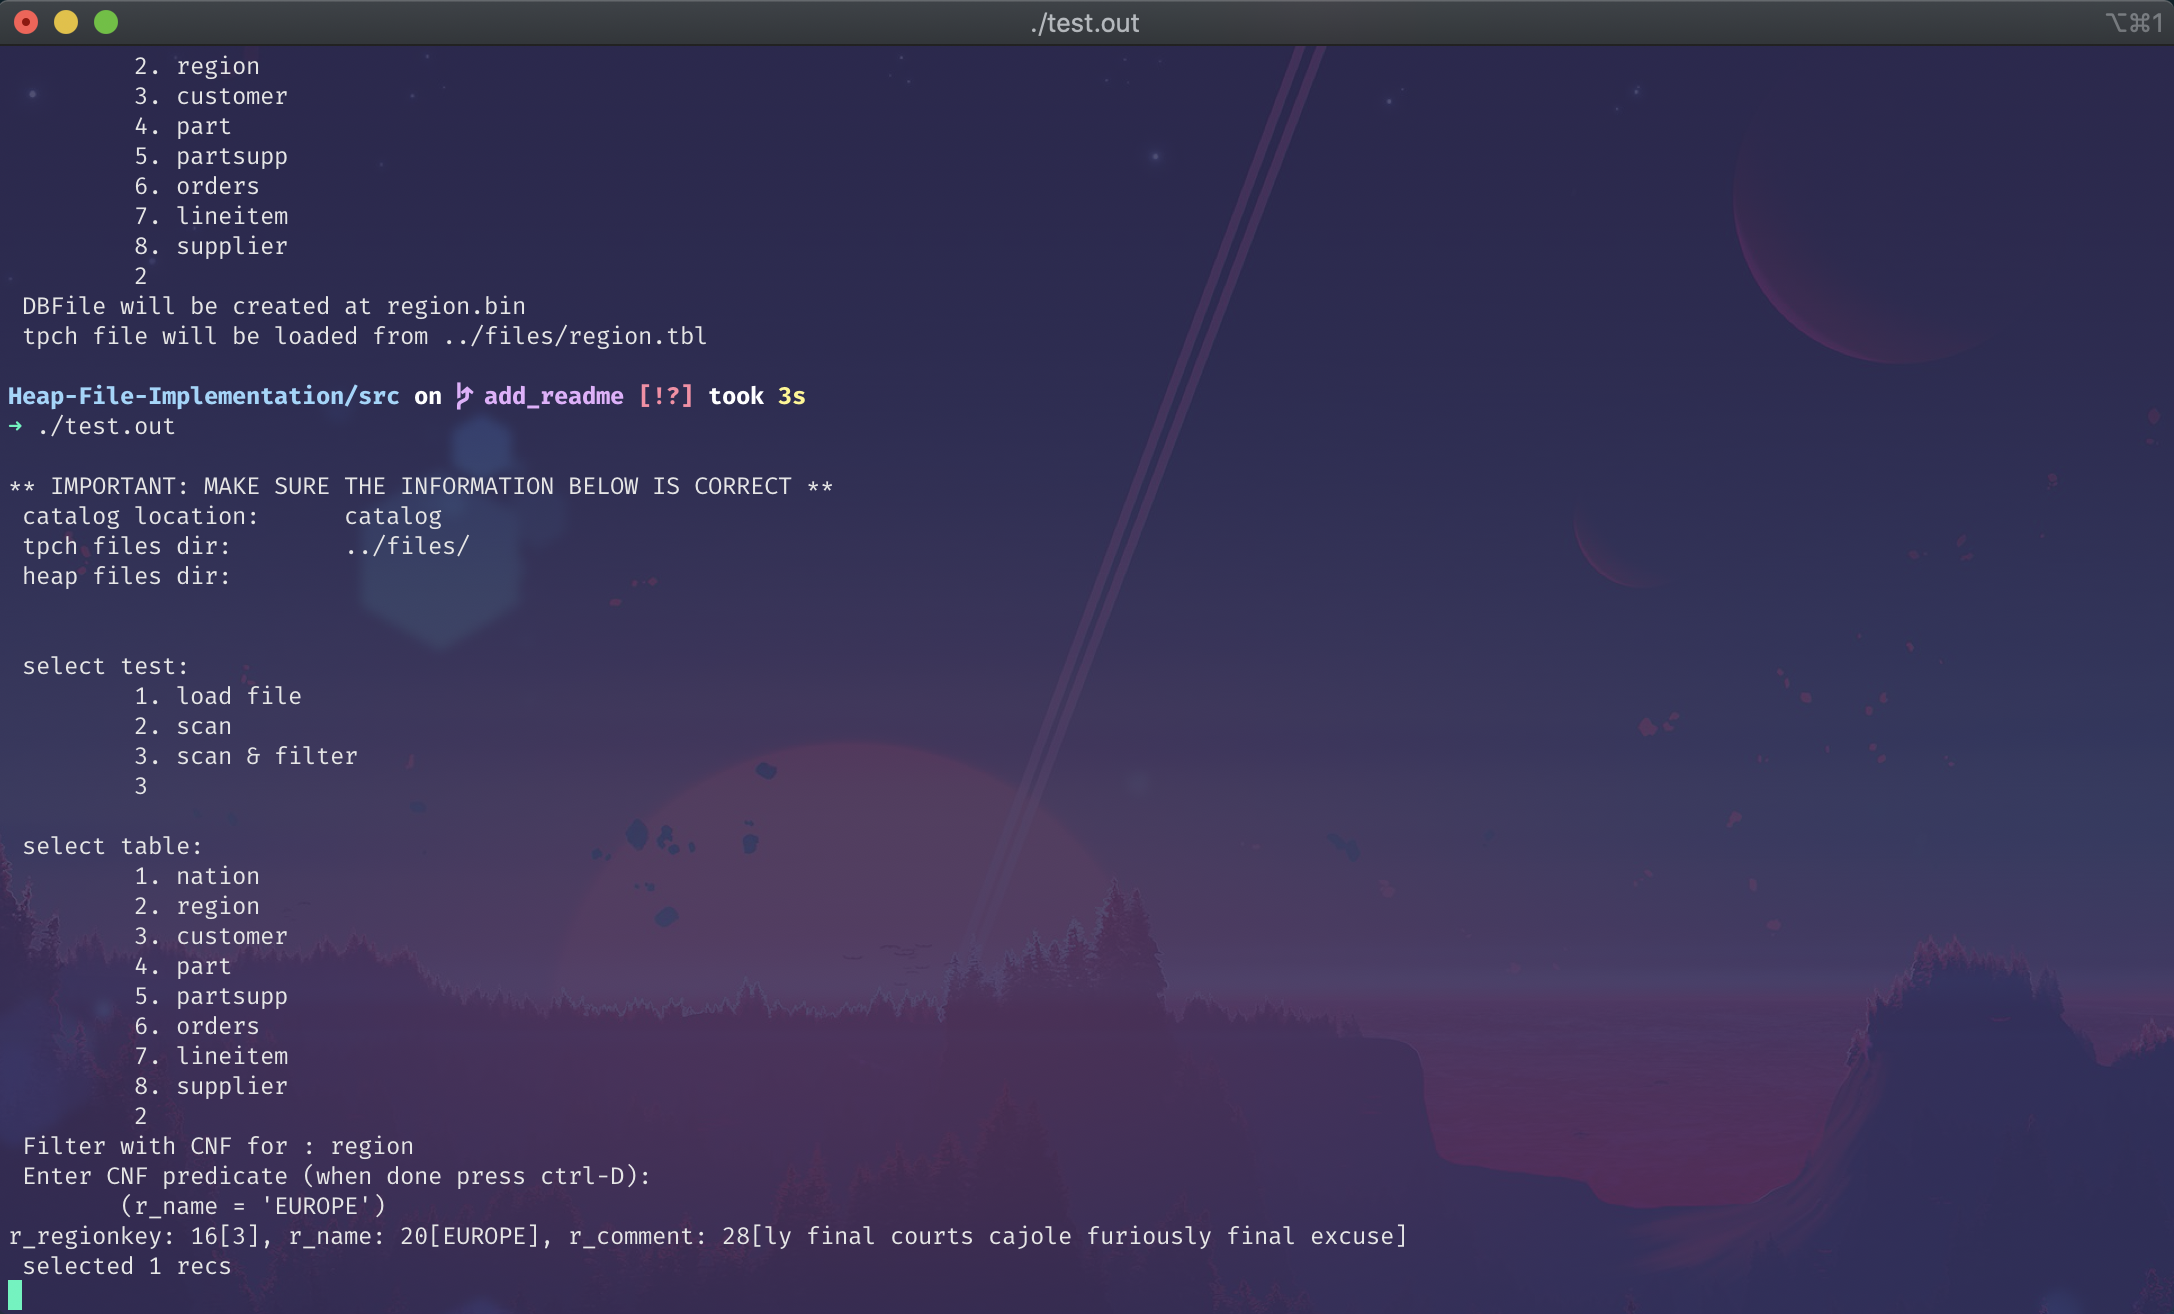 ./test.out
⌥⌘1
2. region
3. customer
4. part
5. partsupp
6. orders
7. lineitem
8. supplier
2
DBFile will be created at region.bin
tpch file will be loaded from ../files/region.tbl
Heap-File-Implementation/src on add_readme [!?] took 3s
➜ ./test.out
** IMPORTANT: MAKE SURE THE INFORMATION BELOW IS CORRECT **
catalog location: catalog
tpch files dir: ../files/
heap files dir:
select test:
1. load file
2. scan
3. scan & filter
3
select table:
1. nation
2. region
3. customer
4. part
5. partsupp
6. orders
7. lineitem
8. supplier
2
Filter with CNF for : region
Enter CNF predicate (when done press ctrl-D):
(r_name = 'EUROPE')
r_regionkey: 16[3], r_name: 20[EUROPE], r_comment: 28[ly final courts cajole furiously final excuse]
selected 1 recs